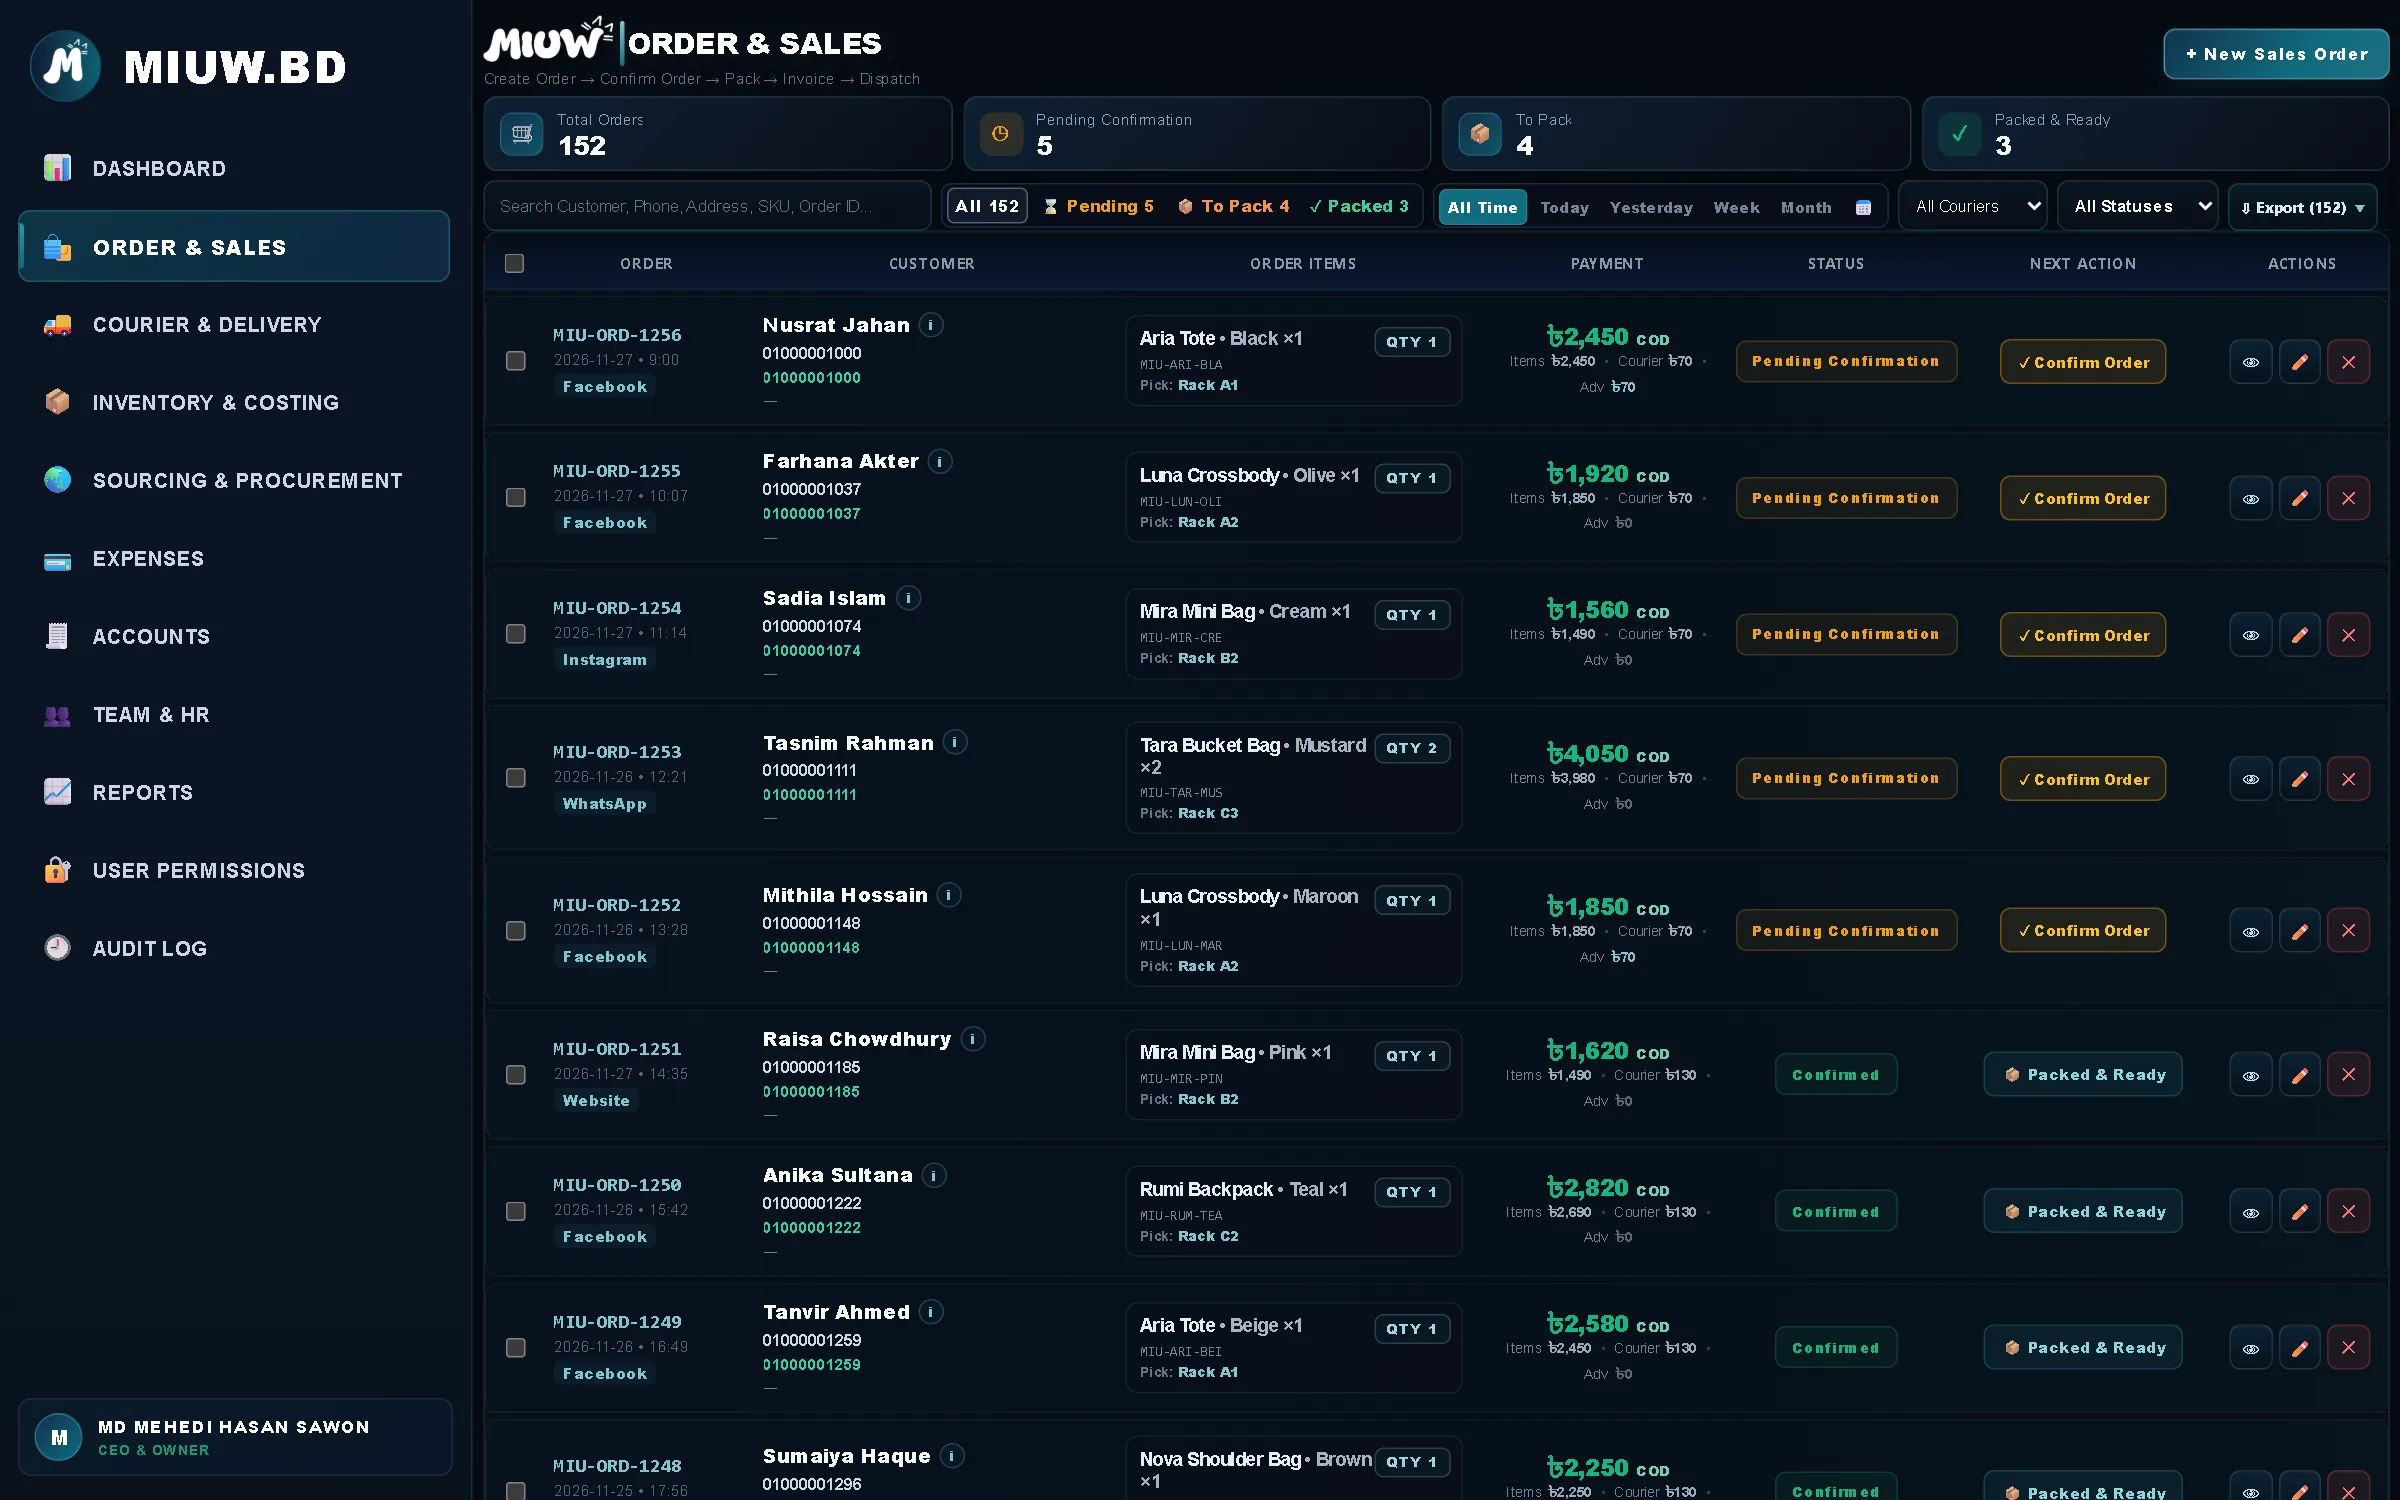 MIUW.BD
DASHBOARD
ORDER & SALES
COURIER & DELIVERY
INVENTORY & COSTING
SOURCING & PROCUREMENT
EXPENSES
ACCOUNTS
TEAM & HR
REPORTS
USER PERMISSIONS
AUDIT LOG
M
MD MEHEDI HASAN SAWON
CEO & OWNER
MIUW ORDER & SALES
Create Order → Confirm Order → Pack → Invoice → Dispatch
+ New Sales Order
Total Orders
152
Pending Confirmation
5
To Pack
4
Packed & Ready
3
Search Customer, Phone, Address, SKU, Order ID...
All 152 Pending 5 To Pack 4 ✓ Packed 3
All Time Today Yesterday Week Month
All Couriers All Statuses ⇩ Export (152) ▾
ORDER CUSTOMER ORDER ITEMS PAYMENT STATUS NEXT ACTION ACTIONS
MIU-ORD-1256
2026-11-27 • 9:00
Facebook
Nusrat Jahan i
01000001000
01000001000
—
Aria Tote • Black ×1 QTY 1
MIU-ARI-BLA
Pick: Rack A1
৳2,450 COD
Items ৳2,450 • Courier ৳70 •
Adv ৳70
Pending Confirmation
✓ Confirm Order
MIU-ORD-1255
2026-11-27 • 10:07
Facebook
Farhana Akter i
01000001037
01000001037
—
Luna Crossbody • Olive ×1 QTY 1
MIU-LUN-OLI
Pick: Rack A2
৳1,920 COD
Items ৳1,850 • Courier ৳70 •
Adv ৳0
Pending Confirmation
✓ Confirm Order
MIU-ORD-1254
2026-11-27 • 11:14
Instagram
Sadia Islam i
01000001074
01000001074
—
Mira Mini Bag • Cream ×1 QTY 1
MIU-MIR-CRE
Pick: Rack B2
৳1,560 COD
Items ৳1,490 • Courier ৳70 •
Adv ৳0
Pending Confirmation
✓ Confirm Order
MIU-ORD-1253
2026-11-26 • 12:21
WhatsApp
Tasnim Rahman i
01000001111
01000001111
—
Tara Bucket Bag • Mustard QTY 2
×2
MIU-TAR-MUS
Pick: Rack C3
৳4,050 COD
Items ৳3,980 • Courier ৳70 •
Adv ৳0
Pending Confirmation
✓ Confirm Order
MIU-ORD-1252
2026-11-26 • 13:28
Facebook
Mithila Hossain i
01000001148
01000001148
—
Luna Crossbody • Maroon QTY 1
×1
MIU-LUN-MAR
Pick: Rack A2
৳1,850 COD
Items ৳1,850 • Courier ৳70 •
Adv ৳70
Pending Confirmation
✓ Confirm Order
MIU-ORD-1251
2026-11-27 • 14:35
Website
Raisa Chowdhury i
01000001185
01000001185
—
Mira Mini Bag • Pink ×1 QTY 1
MIU-MIR-PIN
Pick: Rack B2
৳1,620 COD
Items ৳1,490 • Courier ৳130 •
Adv ৳0
Confirmed
Packed & Ready
MIU-ORD-1250
2026-11-26 • 15:42
Facebook
Anika Sultana i
01000001222
01000001222
—
Rumi Backpack • Teal ×1 QTY 1
MIU-RUM-TEA
Pick: Rack C2
৳2,820 COD
Items ৳2,690 • Courier ৳130 •
Adv ৳0
Confirmed
Packed & Ready
MIU-ORD-1249
2026-11-26 • 16:49
Facebook
Tanvir Ahmed i
01000001259
01000001259
—
Aria Tote • Beige ×1 QTY 1
MIU-ARI-BEI
Pick: Rack A1
৳2,580 COD
Items ৳2,450 • Courier ৳130 •
Adv ৳0
Confirmed
Packed & Ready
MIU-ORD-1248
2026-11-25 • 17:56
Sumaiya Haque i
01000001296
Nova Shoulder Bag • Brown QTY 1
×1
৳2,250 COD
Items ৳2,250 • Courier ৳130 •
Confirmed
Packed & Ready